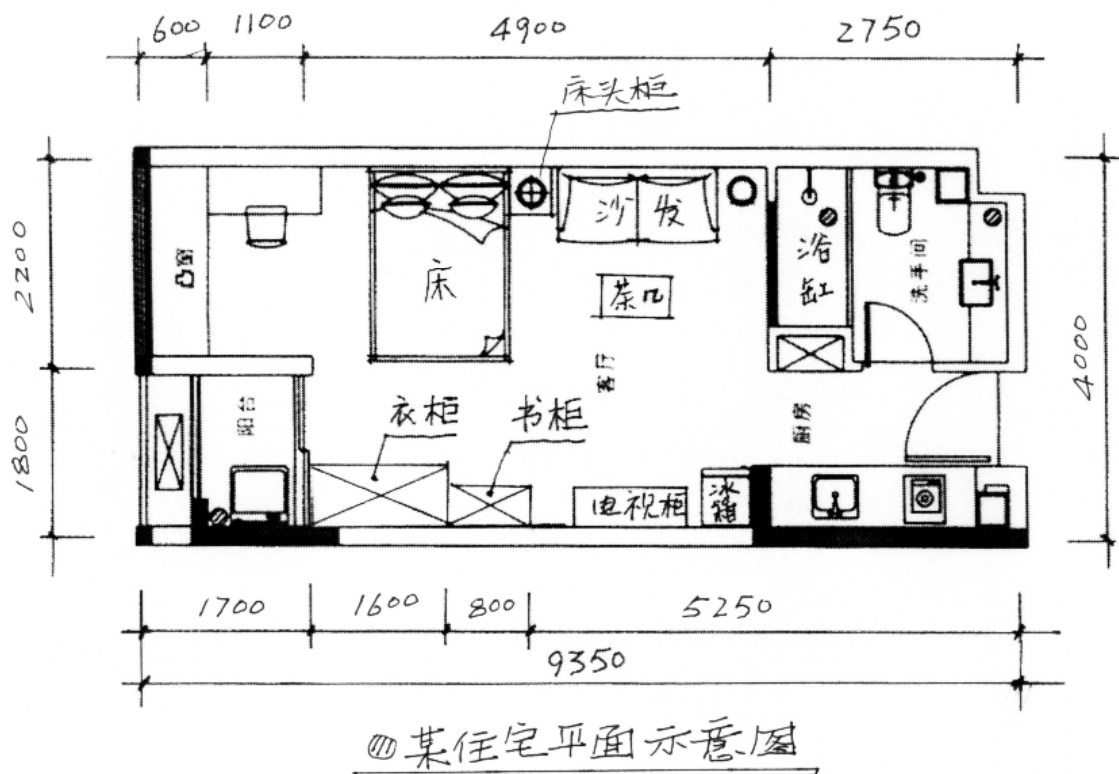 600 1100 4900 2750
床头柜
沙发
浴缸
洗手间
凸窗
床
茶几
2200
4000
客厅
厨房
阳台
衣柜
书柜
1800
电视柜
冰箱
1700 1600 800 5250
9350
某住宅平面示意图